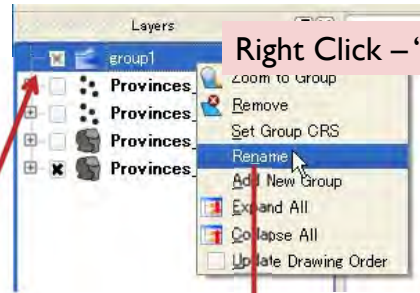 Layers
Right Click – '
group1
Zoom to Group
Provinces_
Remove
Provinces_
Set Group CRS
Provinces_
Rename
Add New Group
Provinces_
Expand All
Collapse All
Update Drawing Order